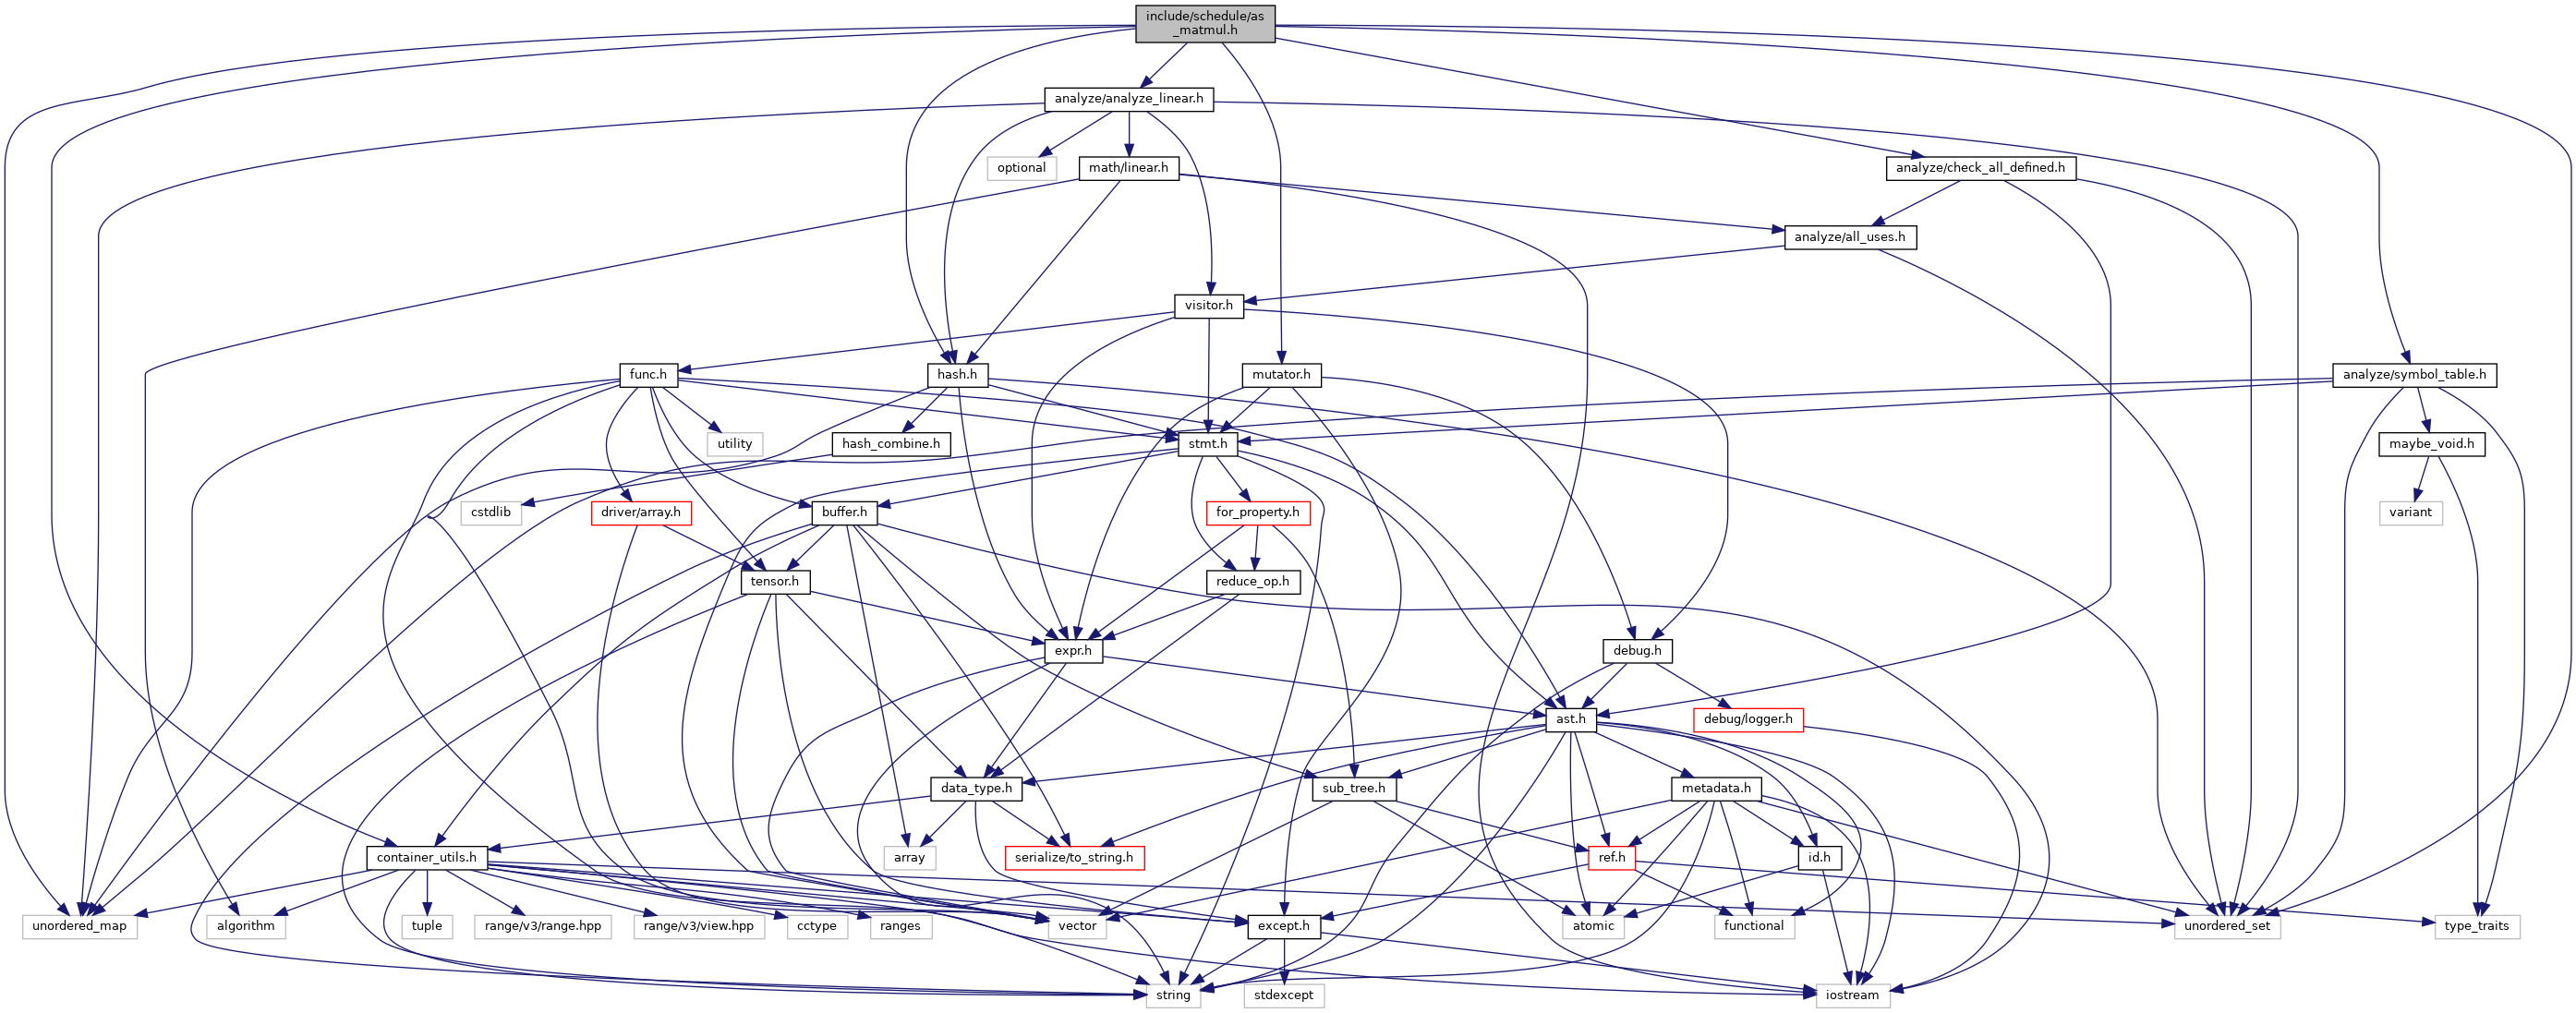 include/schedule/as
_matmul.h
analyze/analyze_linear.h
optional
math/linear.h
analyze/check_all_defined.h
analyze/all_uses.h
visitor.h
func.h
hash.h
mutator.h
analyze/symbol_table.h
utility
hash_combine.h
stmt.h
maybe_void.h
cstdlib
driver/array.h
buffer.h
for_property.h
variant
tensor.h
reduce_op.h
expr.h
debug.h
ast.h
debug/logger.h
data_type.h
sub_tree.h
metadata.h
container_utils.h
array
serialize/to_string.h
ref.h
id.h
unordered_map
algorithm
tuple
range/v3/range.hpp
range/v3/view.hpp
cctype
ranges
vector
except.h
atomic
functional
unordered_set
type_traits
string
stdexcept
iostream